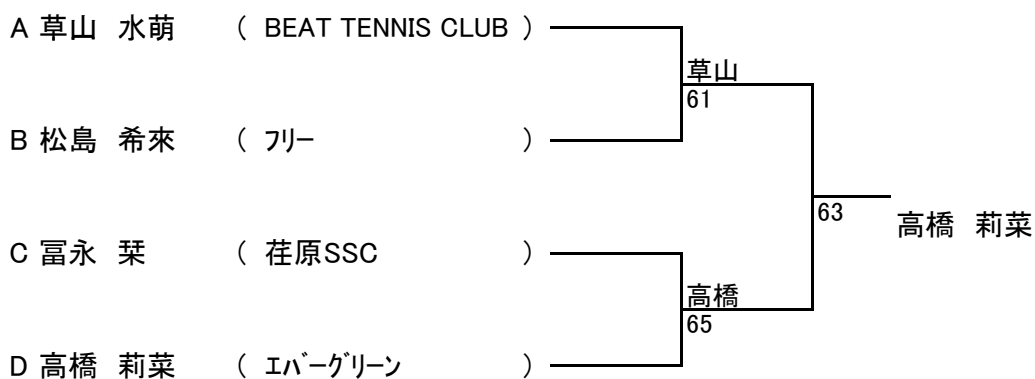 A 草山　水萌　( BEAT TENNIS CLUB )
草山
61
B 松島　希來　( ﾌﾘｰ )
63
高橋　莉菜
C 冨永　栞　( 荏原SSC )
高橋
65
D 高橋　莉菜　( ｴﾊﾞｰｸﾞﾘｰﾝ )